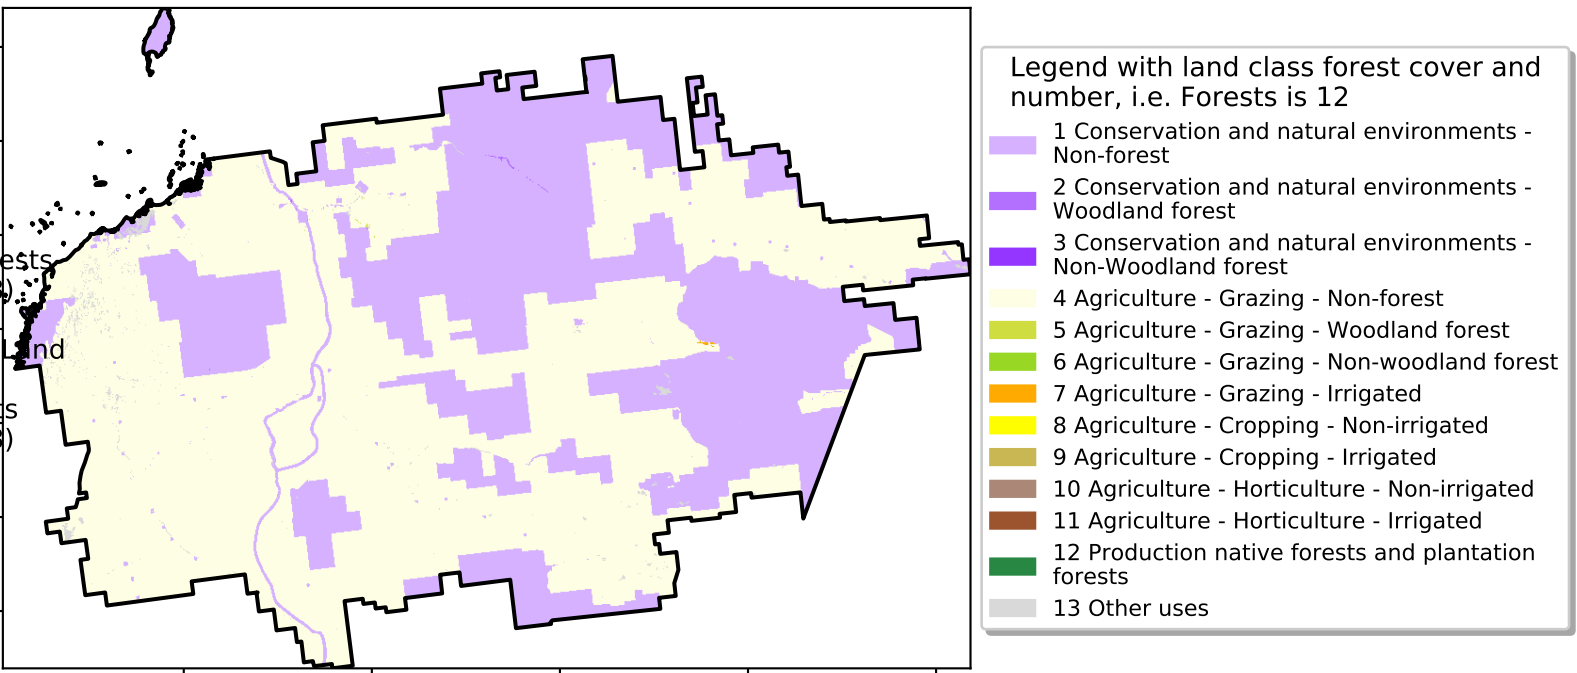 ests
)
Land
s
)
Legend with land class forest cover and
number, i.e. Forests is 12
1 Conservation and natural environments -
Non-forest
2 Conservation and natural environments -
Woodland forest
3 Conservation and natural environments -
Non-Woodland forest
4 Agriculture - Grazing - Non-forest
5 Agriculture - Grazing - Woodland forest
6 Agriculture - Grazing - Non-woodland forest
7 Agriculture - Grazing - Irrigated
8 Agriculture - Cropping - Non-irrigated
9 Agriculture - Cropping - Irrigated
10 Agriculture - Horticulture - Non-irrigated
11 Agriculture - Horticulture - Irrigated
12 Production native forests and plantation
forests
13 Other uses